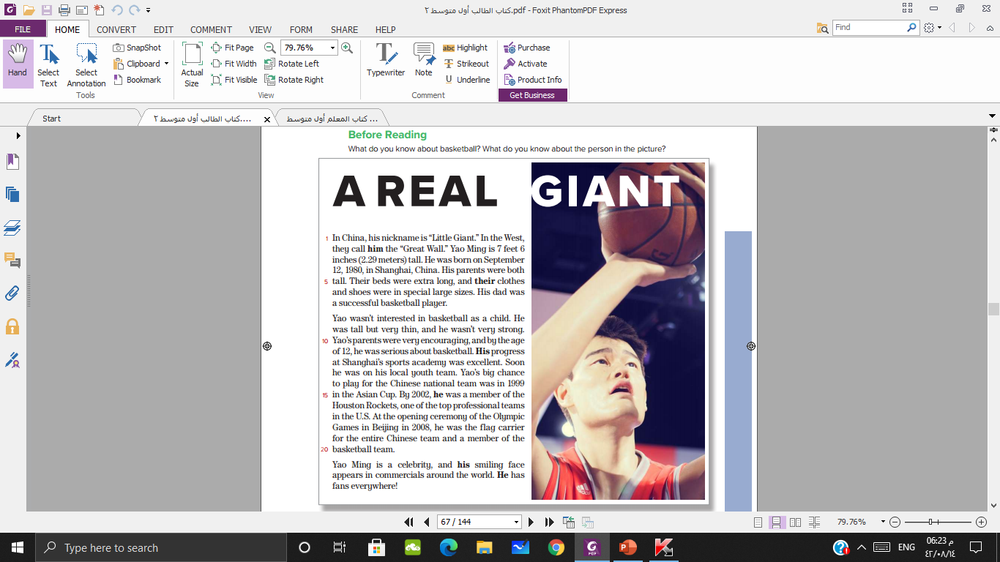 كتاب الطالب أول متوسط ٢.pdf - Foxit PhantomPDF Express
FILE HOME CONVERT EDIT COMMENT VIEW FORM SHARE HELP
Find
Hand
Select Text
Select Annotation
SnapShot
Clipboard
Bookmark
Tools
Actual Size
Fit Page
Fit Width
Fit Visible
79.76%
Rotate Left
Rotate Right
View
Typewriter
Note
abc Highlight
T Strikeout
U Underline
Comment
Purchase
Activate
Product Info
Get Business
Start
كتاب الطالب أول متوسط ٢....
كتاب المعلم أول متوسط ...
Before Reading
What do you know about basketball? What do you know about the person in the picture?
A REAL GIANT
1 In China, his nickname is “Little Giant.” In the West,
they call him the “Great Wall.” Yao Ming is 7 feet 6
inches (2.29 meters) tall. He was born on September
12, 1980, in Shanghai, China. His parents were both
5 tall. Their beds were extra long, and their clothes
and shoes were in special large sizes. His dad was
a successful basketball player.
Yao wasn’t interested in basketball as a child. He
was tall but very thin, and he wasn’t very strong.
10 Yao’s parents were very encouraging, and by the age
of 12, he was serious about basketball. His progress
at Shanghai’s sports academy was excellent. Soon
he was on his local youth team. Yao’s big chance
to play for the Chinese national team was in 1999
15 in the Asian Cup. By 2002, he was a member of the
Houston Rockets, one of the top professional teams
in the U.S. At the opening ceremony of the Olympic
Games in Beijing in 2008, he was the flag carrier
for the entire Chinese team and a member of the
20 basketball team.
Yao Ming is a celebrity, and his smiling face
appears in commercials around the world. He has
fans everywhere!
adidas
67 / 144
79.76%
Type here to search
PDF
ENG
06:23 م
٤٢/٠٨/١٤